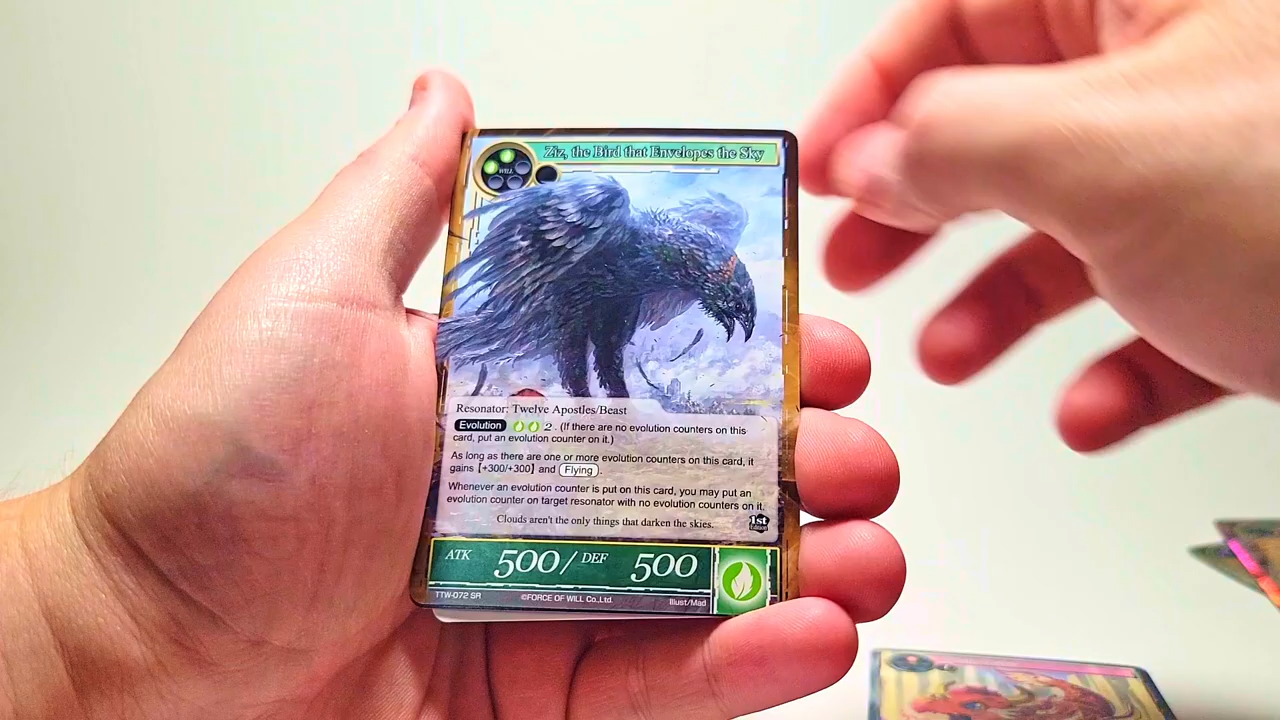 Ziz, the Bird that Envelopes the Sky
WILL
Resonator: Twelve Apostles/Beast
Evolution 2. (If there are no evolution counters on this
card, put an evolution counter on it.)
As long as there are one or more evolution counters on this card, it
gains [+300/+300] and Flying.
Whenever an evolution counter is put on this card, you may put an
evolution counter on target resonator with no evolution counters on it.
Clouds aren't the only things that darken the skies.
1st
Edition
ATK 500/ DEF 500
TTW-072 SR ©FORCE OF WILL Co.,Ltd. Illust/Mad